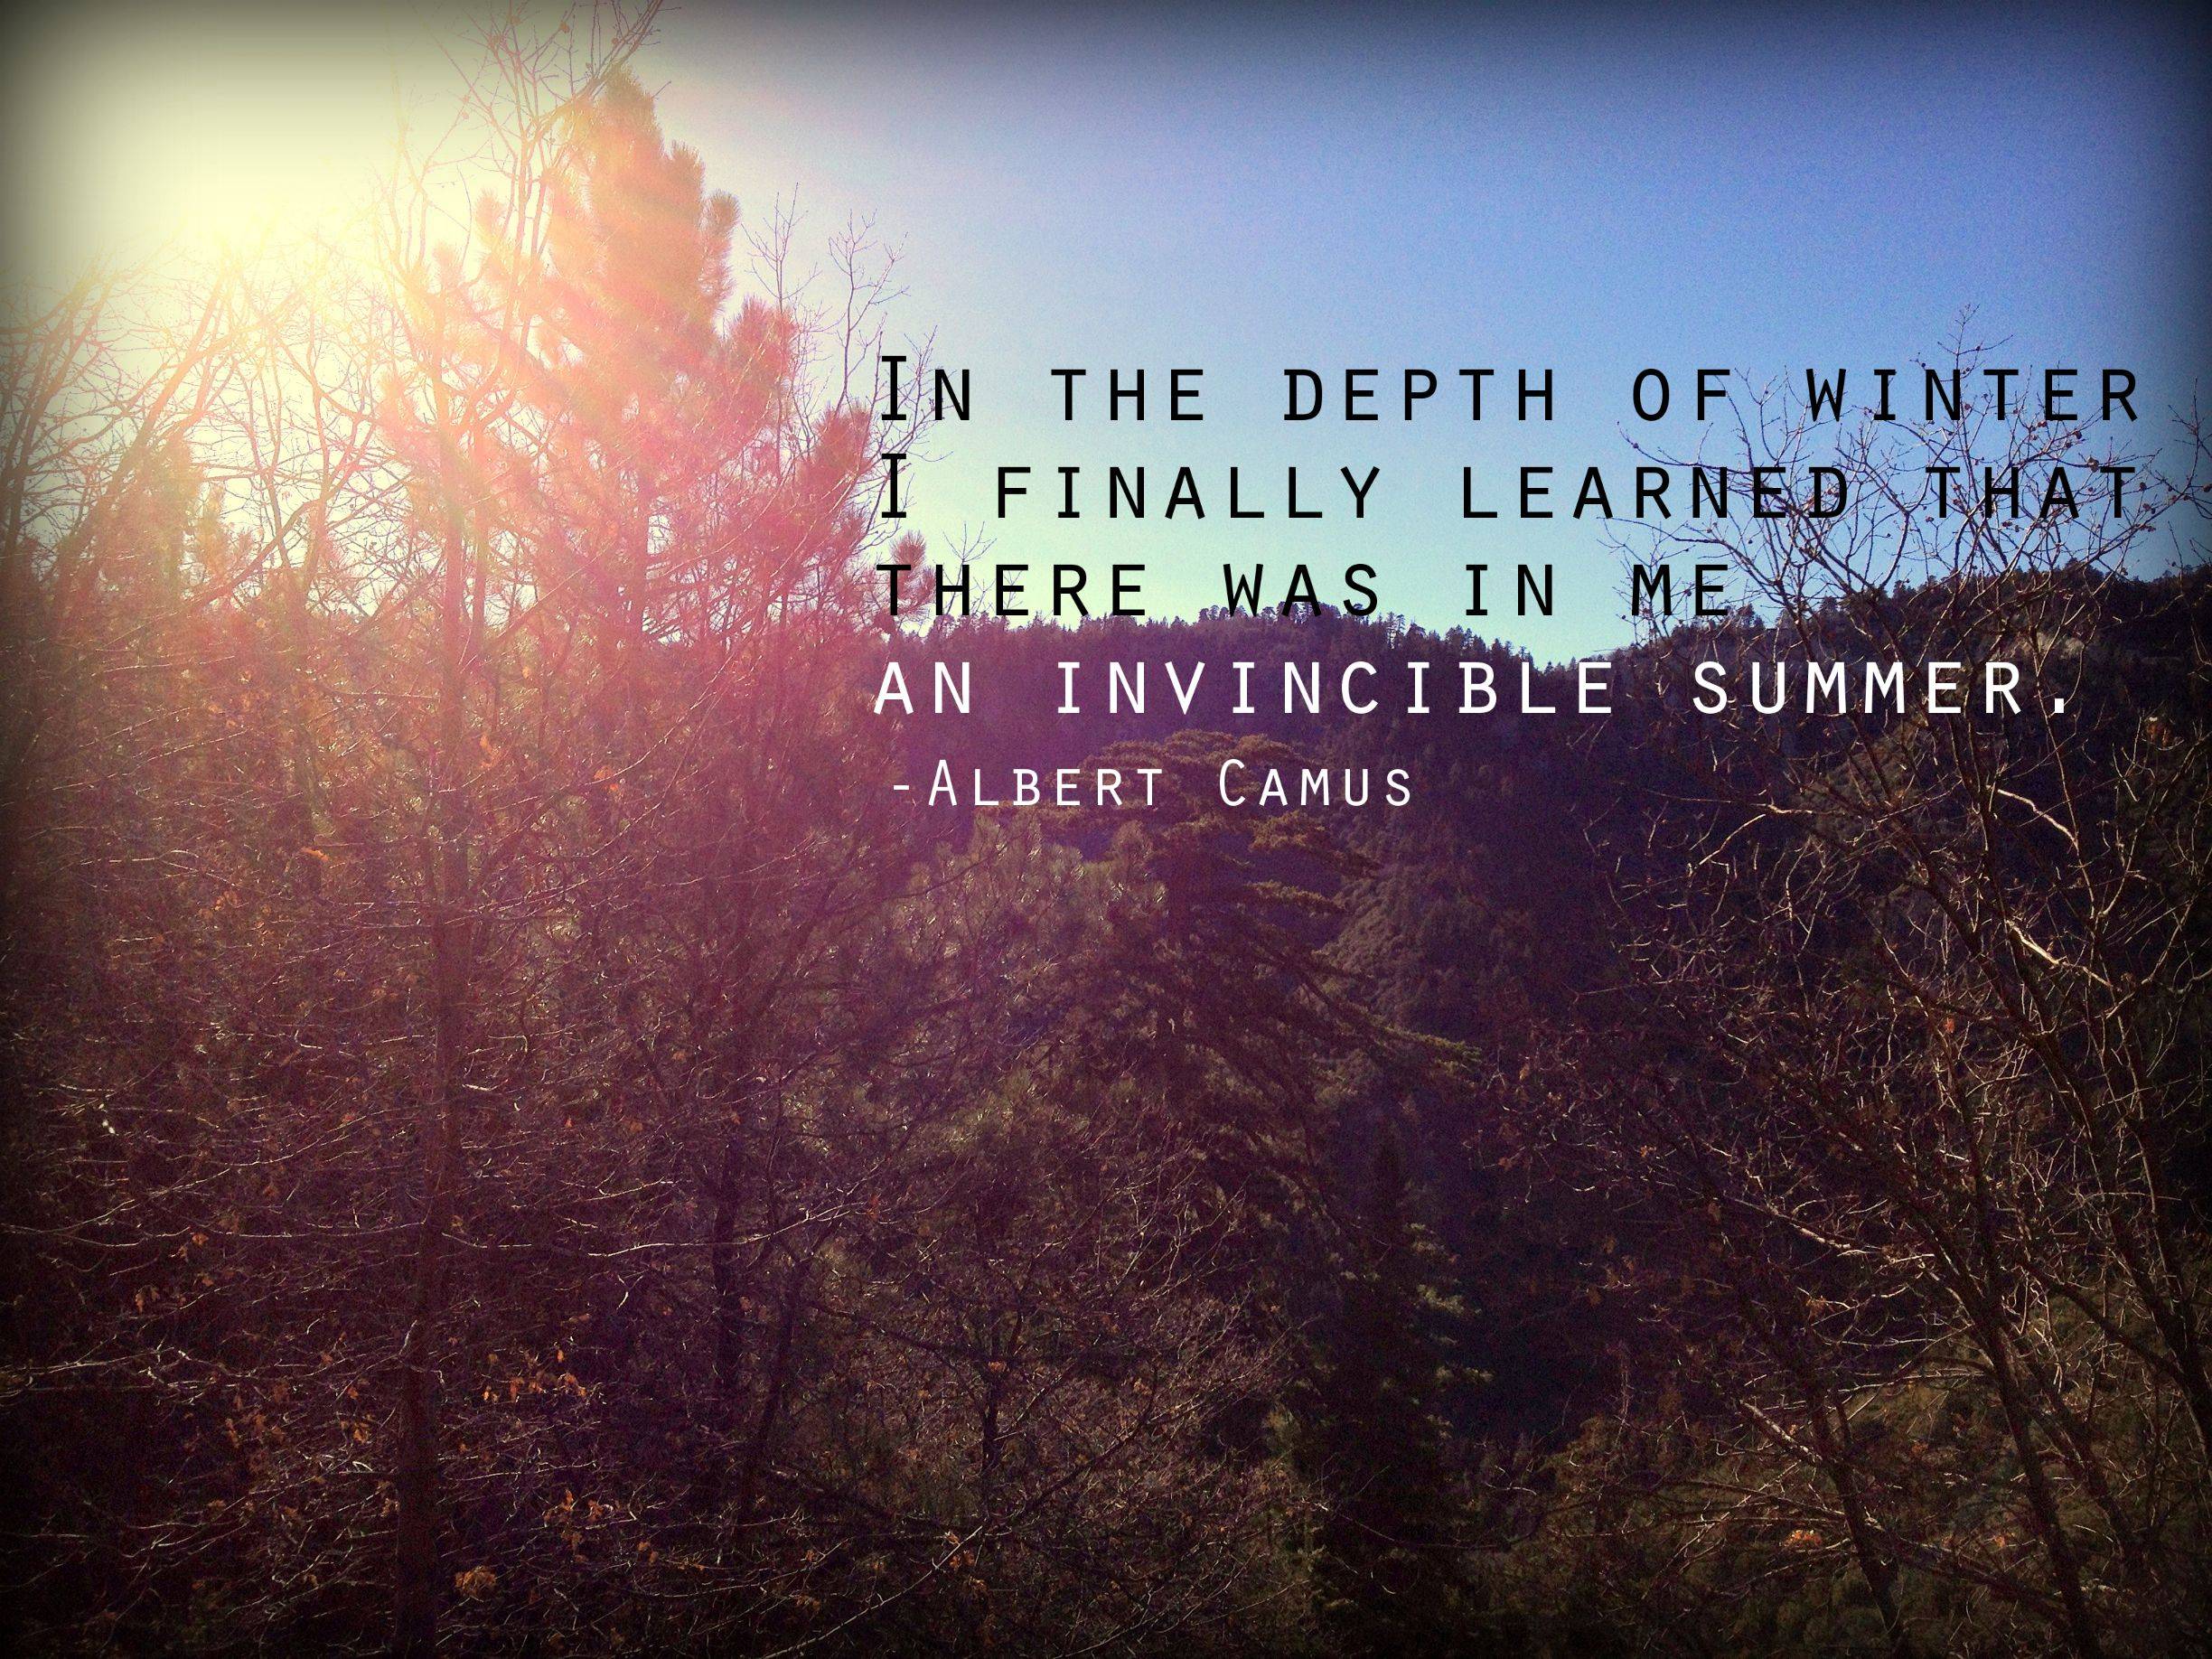 In the depth of winter
I finally learned that
there was in me
an invincible summer.
-Albert Camus